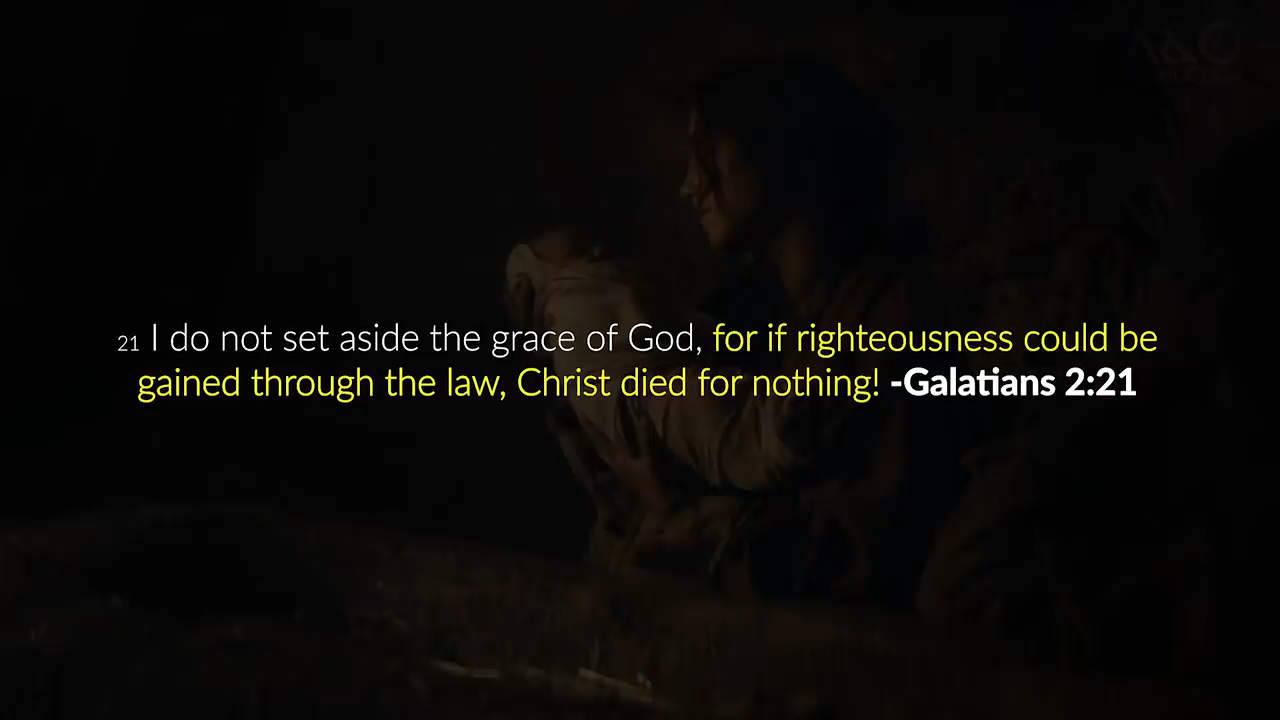 21 I do not set aside the grace of God, for if righteousness could be
gained through the law, Christ died for nothing! -Galatians 2:21